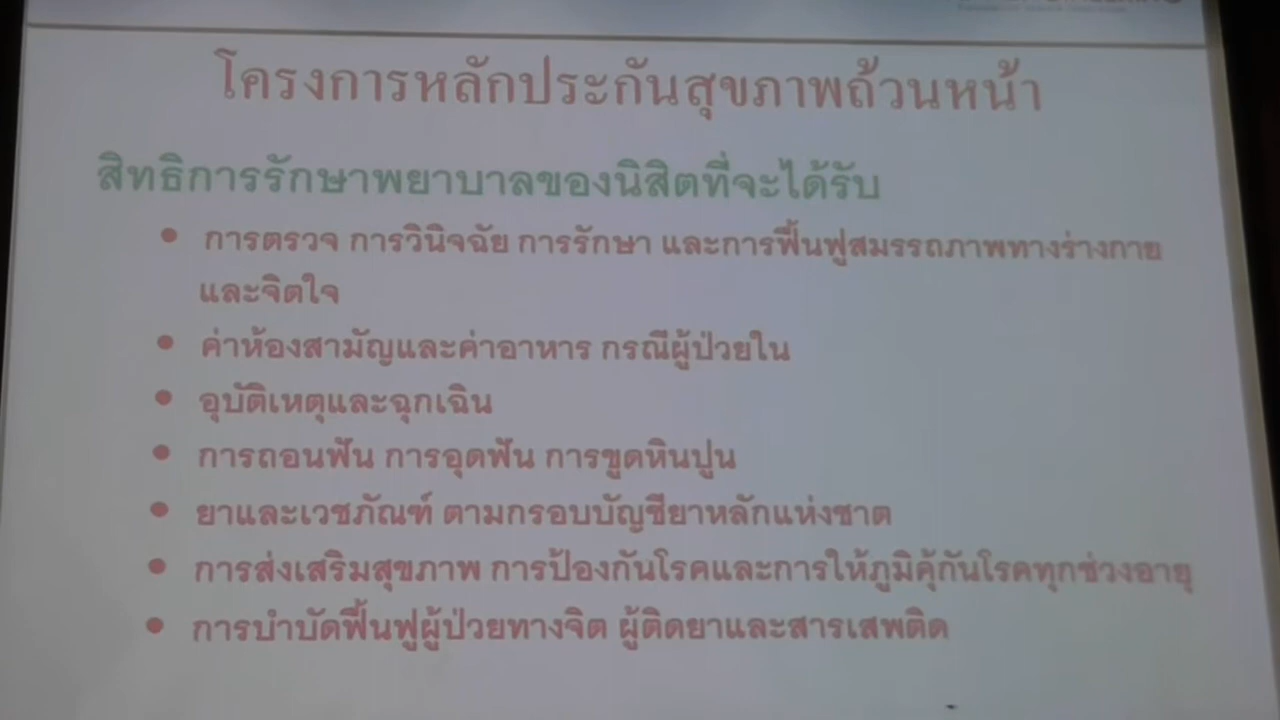 โครงการหลักประกันสุขภาพถ้วนหน้า
สิทธิการรักษาพยาบาลของนิสิตที่จะได้รับ
• การตรวจ การวินิจฉัย การรักษา และการฟื้นฟูสมรรถภาพทางร่างกาย
และจิตใจ
• ค่าห้องสามัญและค่าอาหาร กรณีผู้ป่วยใน
• อุบัติเหตุและฉุกเฉิน
• การถอนฟัน การอุดฟัน การขูดหินปูน
• ยาและเวชภัณฑ์ ตามกรอบบัญชียาหลักแห่งชาต
• การส่งเสริมสุขภาพ การป้องกันโรคและการให้ภูมิคุ้กันโรคทุกช่วงอายุ
• การบำบัดฟื้นฟูผู้ป่วยทางจิต ผู้ติดยาและสารเสพติด